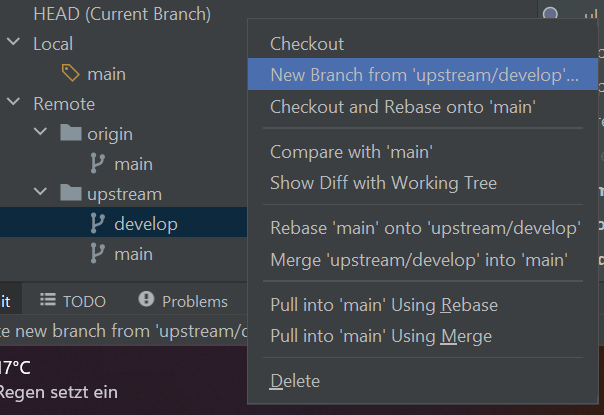 HEAD (Current Branch)
Local
main
Remote
origin
main
upstream
develop
main
Checkout
New Branch from 'upstream/develop'...
Checkout and Rebase onto 'main'
Compare with 'main'
Show Diff with Working Tree
Rebase 'main' onto 'upstream/develop'
Merge 'upstream/develop' into 'main'
Pull into 'main' Using Rebase
Pull into 'main' Using Merge
Delete
it TODO Problems
te new branch from 'upstream/d
17°C
Regen setzt ein